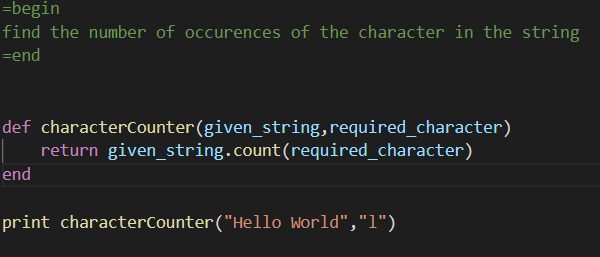 =begin
find the number of occurences of the character in the string
=end
def characterCounter(given_string,required_character)
return given_string.count(required_character)
end
print characterCounter("Hello World","l")